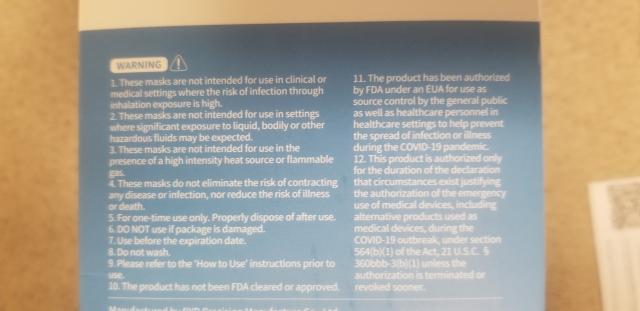 WARNING
1. These masks are not intended for use in clinical or
medical settings where the risk of infection through
inhalation exposure is high.
2. These masks are not intended for use in settings
where significant exposure to liquid, bodily or other
hazardous fluids may be expected.
3. These masks are not intended for use in the
presence of a high intensity heat source or flammable
gas.
4. These masks do not eliminate the risk of contracting
any disease or infection, nor reduce the risk of illness
or death.
5. For one-time use only. Properly dispose of after use.
6. DO NOT use if package is damaged.
7. Use before the expiration date.
8. Do not wash.
9. Please refer to the 'How to Use' instructions prior to
use.
10. The product has not been FDA cleared or approved.
11. The product has been authorized
by FDA under an EUA for use as
source control by the general public
as well as healthcare personnel in
healthcare settings to help prevent
the spread of infection or illness
during the COVID-19 pandemic.
12. This product is authorized only
for the duration of the declaration
that circumstances exist justifying
the authorization of the emergency
use of medical devices, including
alternative products used as
medical devices, during the
COVID-19 outbreak, under section
564(b)(1) of the Act, 21 U.S.C. §
360bbb-3(b)(1) unless the
authorization is terminated or
revoked sooner.
Manufactured by BYD Precision Manufacture Co., Ltd.